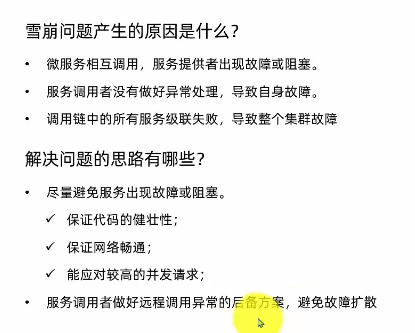 雪崩问题产生的原因是什么？
• 微服务相互调用，服务提供者出现故障或阻塞。
• 服务调用者没有做好异常处理，导致自身故障。
• 调用链中的所有服务级联失败，导致整个集群故障
解决问题的思路有哪些？
• 尽量避免服务出现故障或阻塞。
✓ 保证代码的健壮性；
✓ 保证网络畅通；
✓ 能应对较高的并发请求；
• 服务调用者做好远程调用异常的后备方案，避免故障扩散